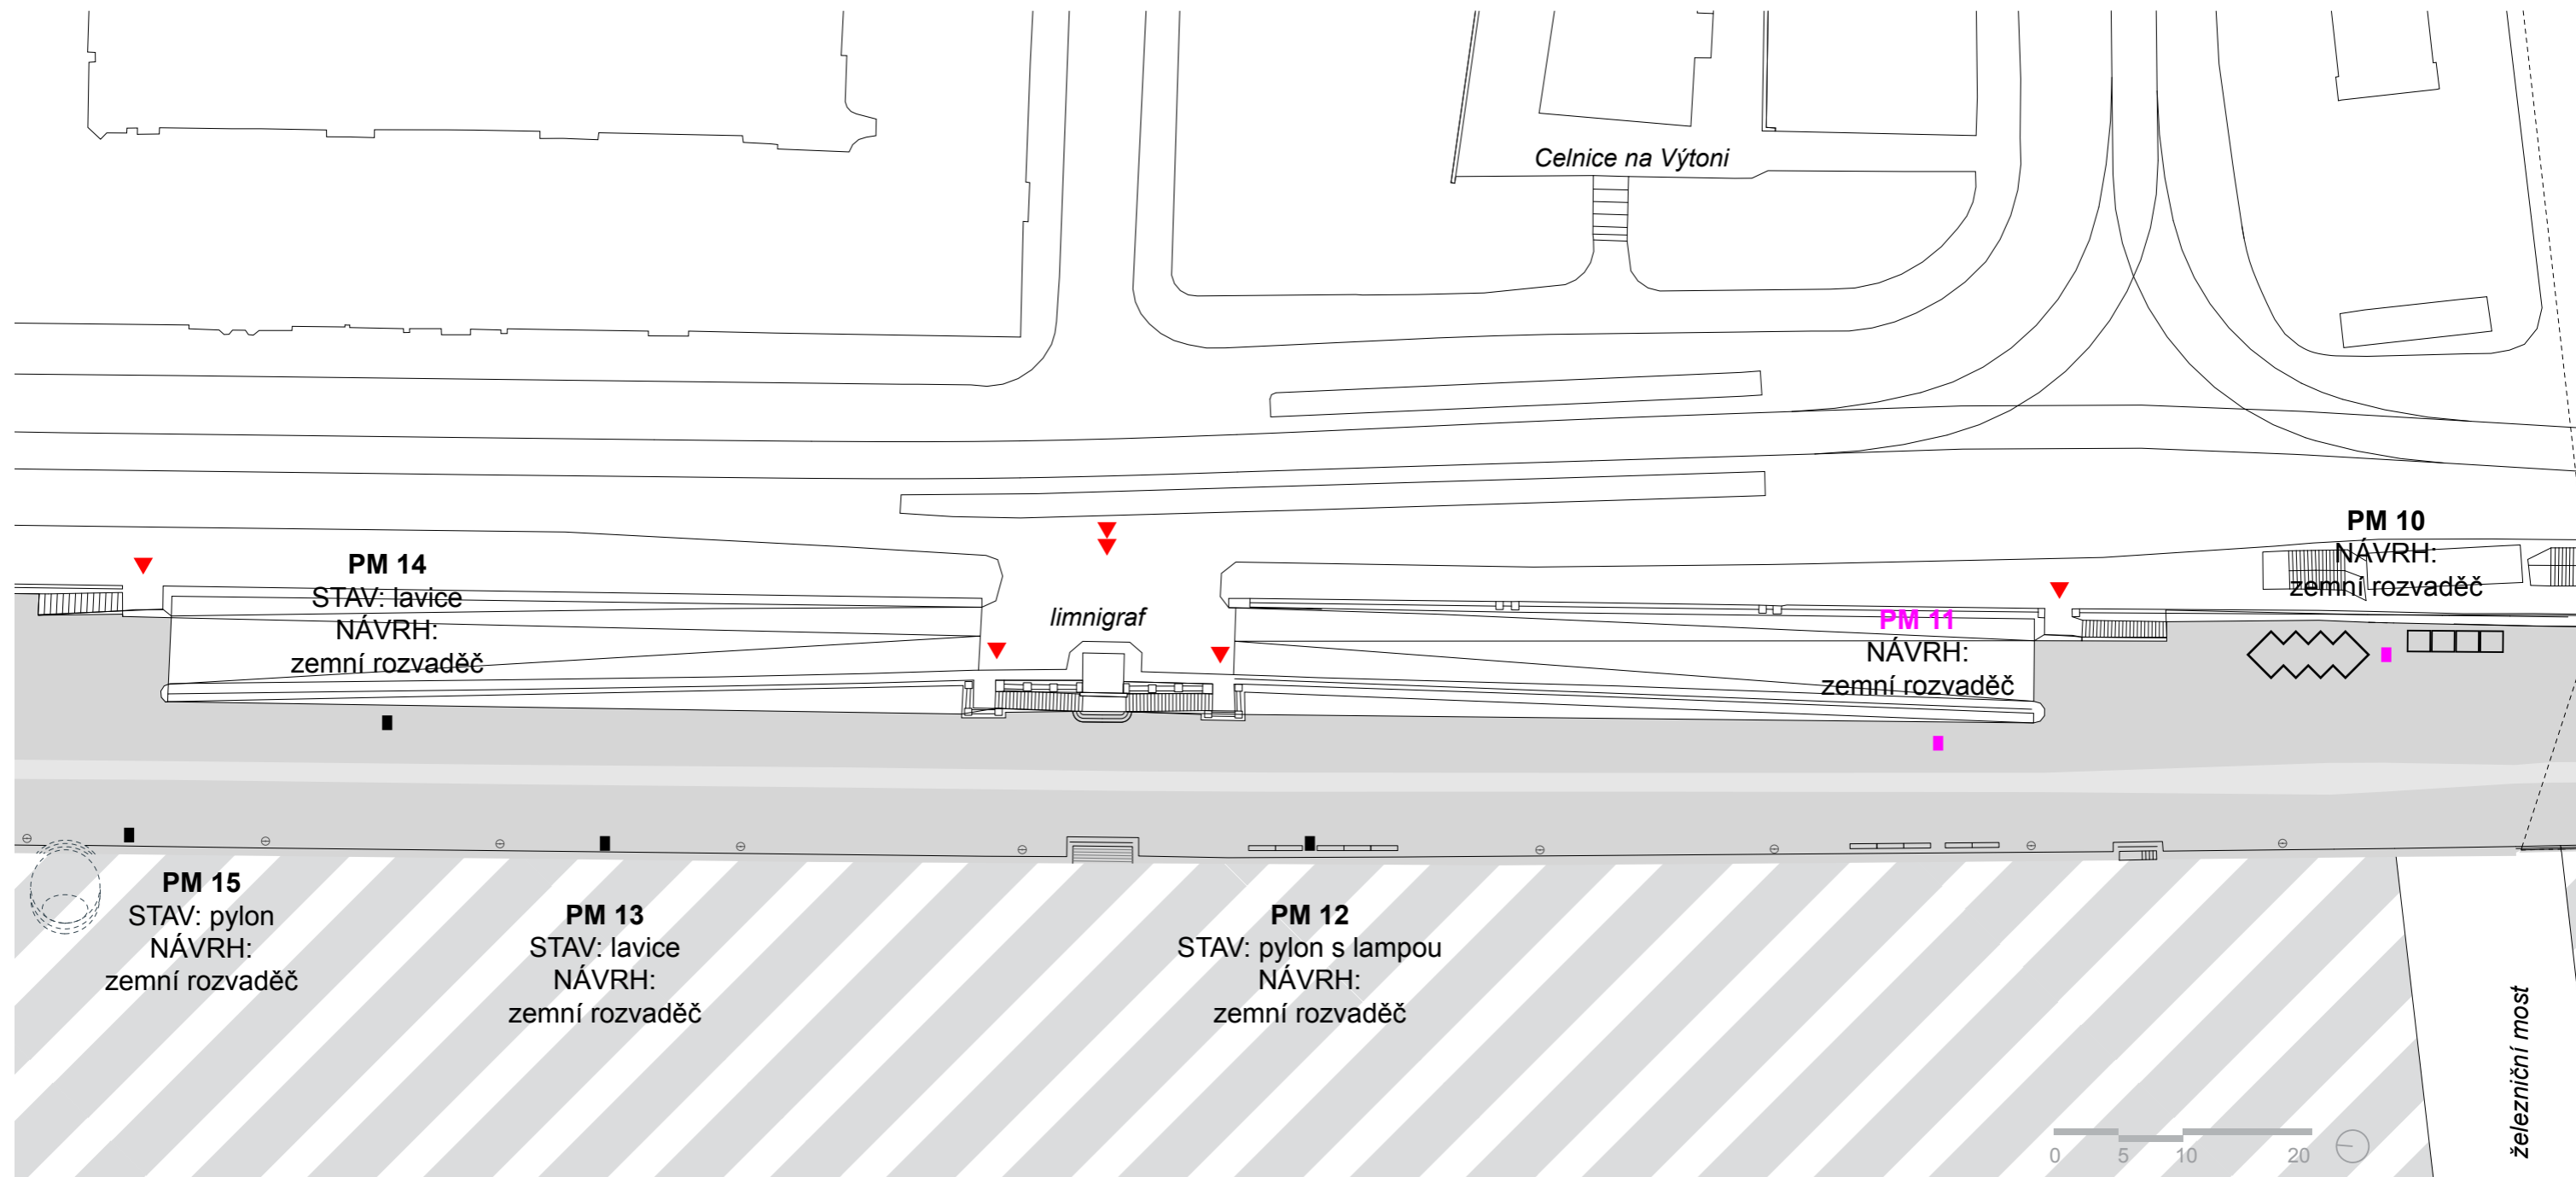 Celnice na Výtoni
PM 10
NÁVRH:
zemní rozvaděč
PM 14
STAV: lavice
NÁVRH:
zemní rozvaděč
limnigraf
PM 11
NÁVRH:
zemní rozvaděč
PM 15
STAV: pylon
NÁVRH:
zemní rozvaděč
PM 13
STAV: lavice
NÁVRH:
zemní rozvaděč
PM 12
STAV: pylon s lampou
NÁVRH:
zemní rozvaděč
železniční most
0 5 10 20